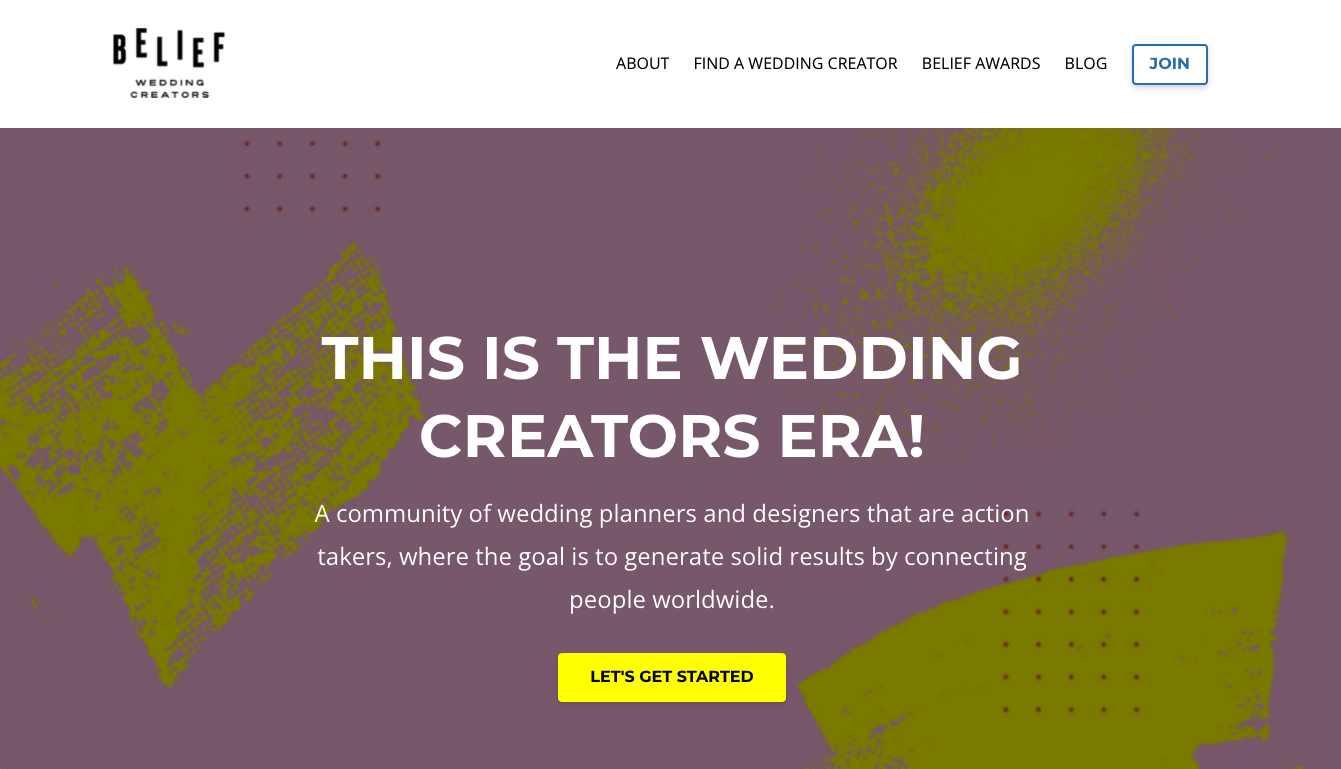 BELIEF
WEDDING
CREATORS
ABOUT FIND A WEDDING CREATOR BELIEF AWARDS BLOG JOIN
THIS IS THE WEDDING
CREATORS ERA!
A community of wedding planners and designers that are action
takers, where the goal is to generate solid results by connecting
people worldwide.
LET'S GET STARTED